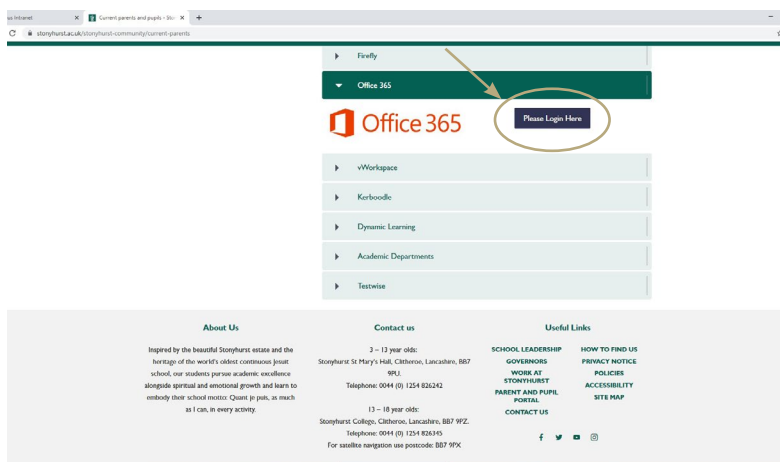 us Intranet
Current parents and pupils - Sto
stonyhurst.ac.uk/stonyhurst-community/current-parents
Firefly
Office 365
Office 365
Please Login Here
vWorkspace
Kerboodle
Dynamic Learning
Academic Departments
Testwise
About Us
Inspired by the beautiful Stonyhurst estate and the
heritage of the world's oldest continuous Jesuit
school, our students pursue academic excellence
alongside spiritual and emotional growth and learn to
embody their school motto: Quant je puis, as much
as I can, in every activity.
Contact us
3 – 13 year olds:
Stonyhurst St Mary's Hall, Clitheroe, Lancashire, BB7
9PU.
Telephone: 0044 (0) 1254 826242
13 – 18 year olds:
Stonyhurst College, Clitheroe, Lancashire, BB7 9PZ.
Telephone: 0044 (0) 1254 826345
For satellite navigation use postcode: BB7 9PX
Useful Links
SCHOOL LEADERSHIP
GOVERNORS
WORK AT
STONYHURST
PARENT AND PUPIL
PORTAL
CONTACT US
HOW TO FIND US
PRIVACY NOTICE
POLICIES
ACCESSIBILITY
SITE MAP